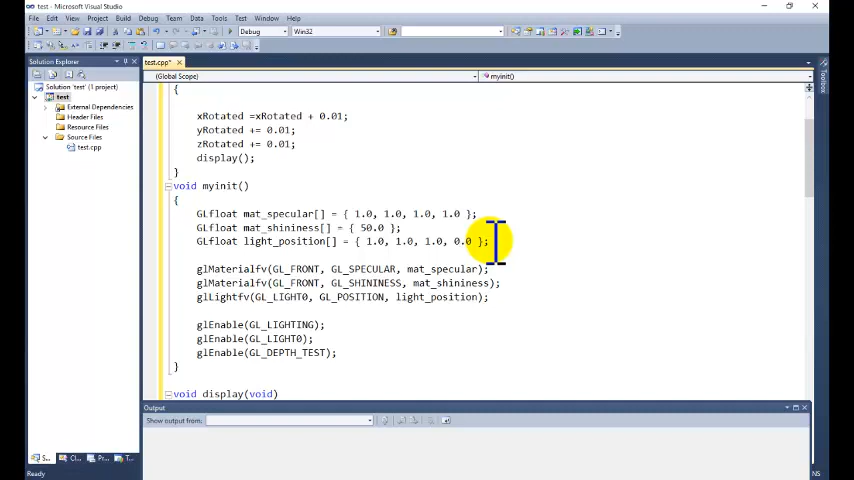 test - Microsoft Visual Studio
File Edit View Project Build Debug Team Data Tools Test Window Help
Debug Win32
Solution Explorer
test.cpp*
(Global Scope) myinit()
Toolbox
Solution 'test' (1 project)
test
External Dependencies
Header Files
Resource Files
Source Files
test.cpp
{
xRotated =xRotated + 0.01;
yRotated += 0.01;
zRotated += 0.01;
display();
}
void myinit()
{
GLfloat mat_specular[] = { 1.0, 1.0, 1.0, 1.0 };
GLfloat mat_shininess[] = { 50.0 };
GLfloat light_position[] = { 1.0, 1.0, 1.0, 0.0 };
glMaterialfv(GL_FRONT, GL_SPECULAR, mat_specular);
glMaterialfv(GL_FRONT, GL_SHININESS, mat_shininess);
glLightfv(GL_LIGHT0, GL_POSITION, light_position);
glEnable(GL_LIGHTING);
glEnable(GL_LIGHT0);
glEnable(GL_DEPTH_TEST);
}
void display(void)
Output
Show output from:
S... Cl... Pr... T...
Ready INS